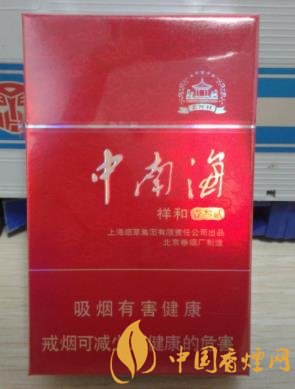 中南海
祥和
上海烟草集团有限责任公司出品
北京卷烟厂制造
吸烟有害健康
戒烟可减少 健康的危害
中国香烟网